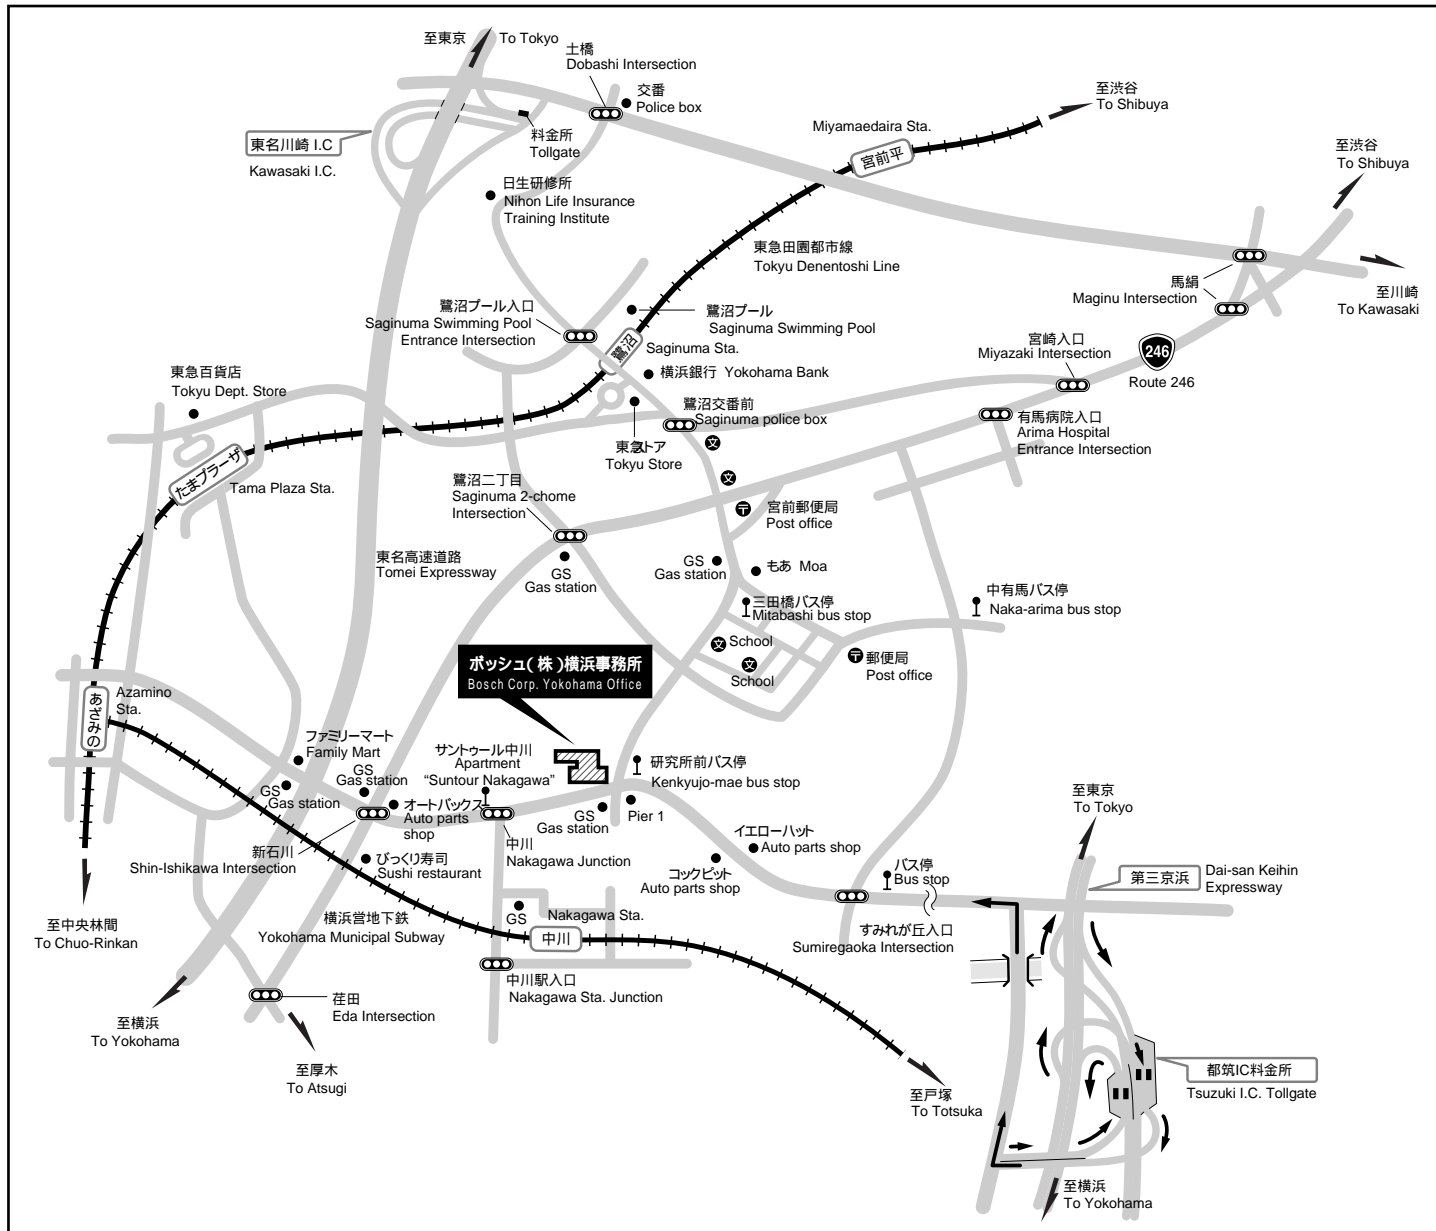 至東京
To Tokyo
土橋
Dobashi Intersection
交番
Police box
至渋谷
To Shibuya
東名川崎 I.C
Kawasaki I.C.
料金所
Tollgate
Miyamaedaira Sta.
宮前平
至渋谷
To Shibuya
日生研修所
Nihon Life Insurance
Training Institute
東急田園都市線
Tokyu Denentoshi Line
馬絹
Maginu Intersection
至川崎
To Kawasaki
鷺沼プール入口
Saginuma Swimming Pool
Entrance Intersection
鷺沼プール
Saginuma Swimming Pool
鷺沼
Saginuma Sta.
宮崎入口
Miyazaki Intersection
246
Route 246
東急百貨店
Tokyu Dept. Store
横浜銀行 Yokohama Bank
鷺沼交番前
Saginuma police box
有馬病院入口
Arima Hospital
Entrance Intersection
東急ストア
Tokyu Store
文
文
たまプラーザ
Tama Plaza Sta.
鷺沼二丁目
Saginuma 2-chome
Intersection
〒
宮前郵便局
Post office
東名高速道路
Tomei Expressway
GS
Gas station
GS
Gas station
もあ Moa
三田橋バス停
Mitabashi bus stop
中有馬バス停
Naka-arima bus stop
文
School
文
School
〒
郵便局
Post office
ボッシュ(株)横浜事務所
Bosch Corp. Yokohama Office
あざみの
Azamino
Sta.
ファミリーマート
Family Mart
GS
Gas station
GS
Gas station
サントゥール中川
Apartment
“Suntour Nakagawa”
研究所前バス停
Kenkyujo-mae bus stop
オートバックス
Auto parts
shop
GS
Gas station
Pier 1
至東京
To Tokyo
新石川
Shin-Ishikawa Intersection
びっくり寿司
Sushi restaurant
中川
Nakagawa Junction
イエローハット
Auto parts shop
コックピット
Auto parts shop
バス停
Bus stop
第三京浜
Dai-san Keihin
Expressway
至中央林間
To Chuo-Rinkan
横浜営地下鉄
Yokohama Municipal Subway
GS
Nakagawa Sta.
中川
すみれが丘入口
Sumiregaoka Intersection
中川駅入口
Nakagawa Sta. Junction
荏田
Eda Intersection
至横浜
To Yokohama
至厚木
To Atsugi
至戸塚
To Totsuka
都筑IC料金所
Tsuzuki I.C. Tollgate
至横浜
To Yokohama